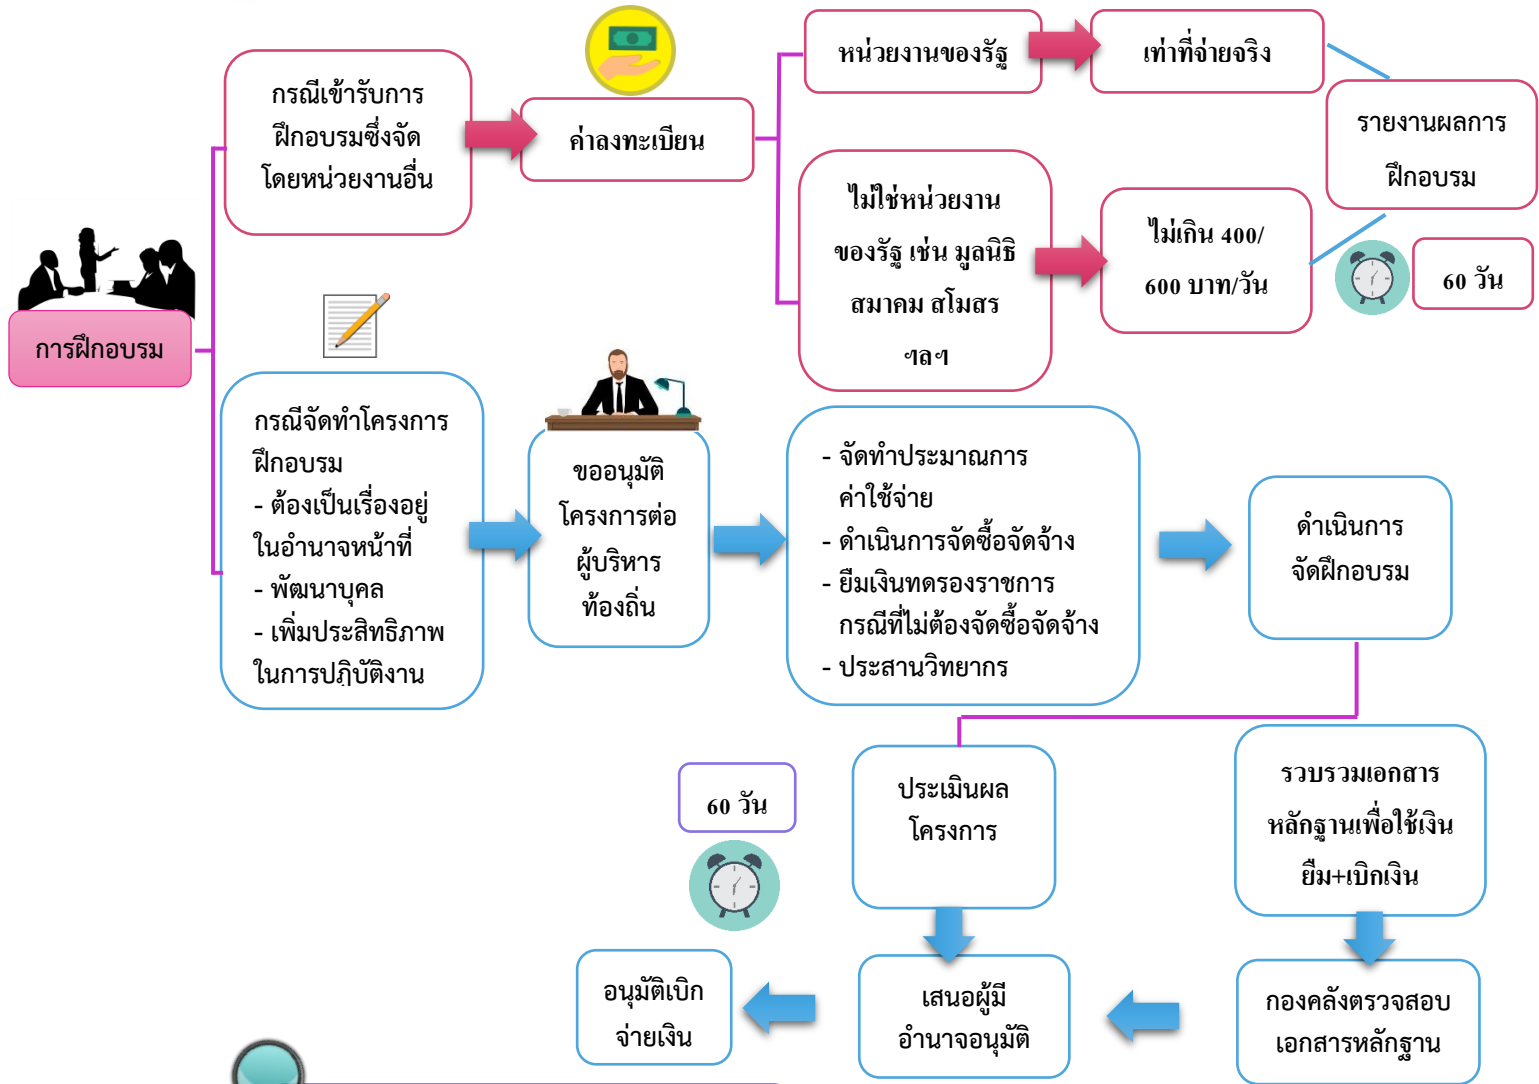 การฝึกอบรม
กรณีเข้ารับการ
ฝึกอบรมซึ่งจัด
โดยหน่วยงานอื่น
ค่าลงทะเบียน
หน่วยงานของรัฐ
เท่าที่จ่ายจริง
ไม่ใช่หน่วยงาน
ของรัฐ เช่น มูลนิธิ
สมาคม สโมสร
ฯลฯ
ไม่เกิน 400/
600 บาท/วัน
รายงานผลการ
ฝึกอบรม
60 วัน
กรณีจัดทำโครงการ
ฝึกอบรม
- ต้องเป็นเรื่องอยู่
ในอำนาจหน้าที่
- พัฒนาบุคล
- เพิ่มประสิทธิภาพ
ในการปฏิบัติงาน
ขออนุมัติ
โครงการต่อ
ผู้บริหาร
ท้องถิ่น
- จัดทำประมาณการ
ค่าใช้จ่าย
- ดำเนินการจัดซื้อจัดจ้าง
- ยืมเงินทดรองราชการ
กรณีที่ไม่ต้องจัดซื้อจัดจ้าง
- ประสานวิทยากร
ดำเนินการ
จัดฝึกอบรม
60 วัน
ประเมินผล
โครงการ
รวบรวมเอกสาร
หลักฐานเพื่อใช้เงิน
ยืม+เบิกเงิน
กองคลังตรวจสอบ
เอกสารหลักฐาน
เสนอผู้มี
อำนาจอนุมัติ
อนุมัติเบิก
จ่ายเงิน